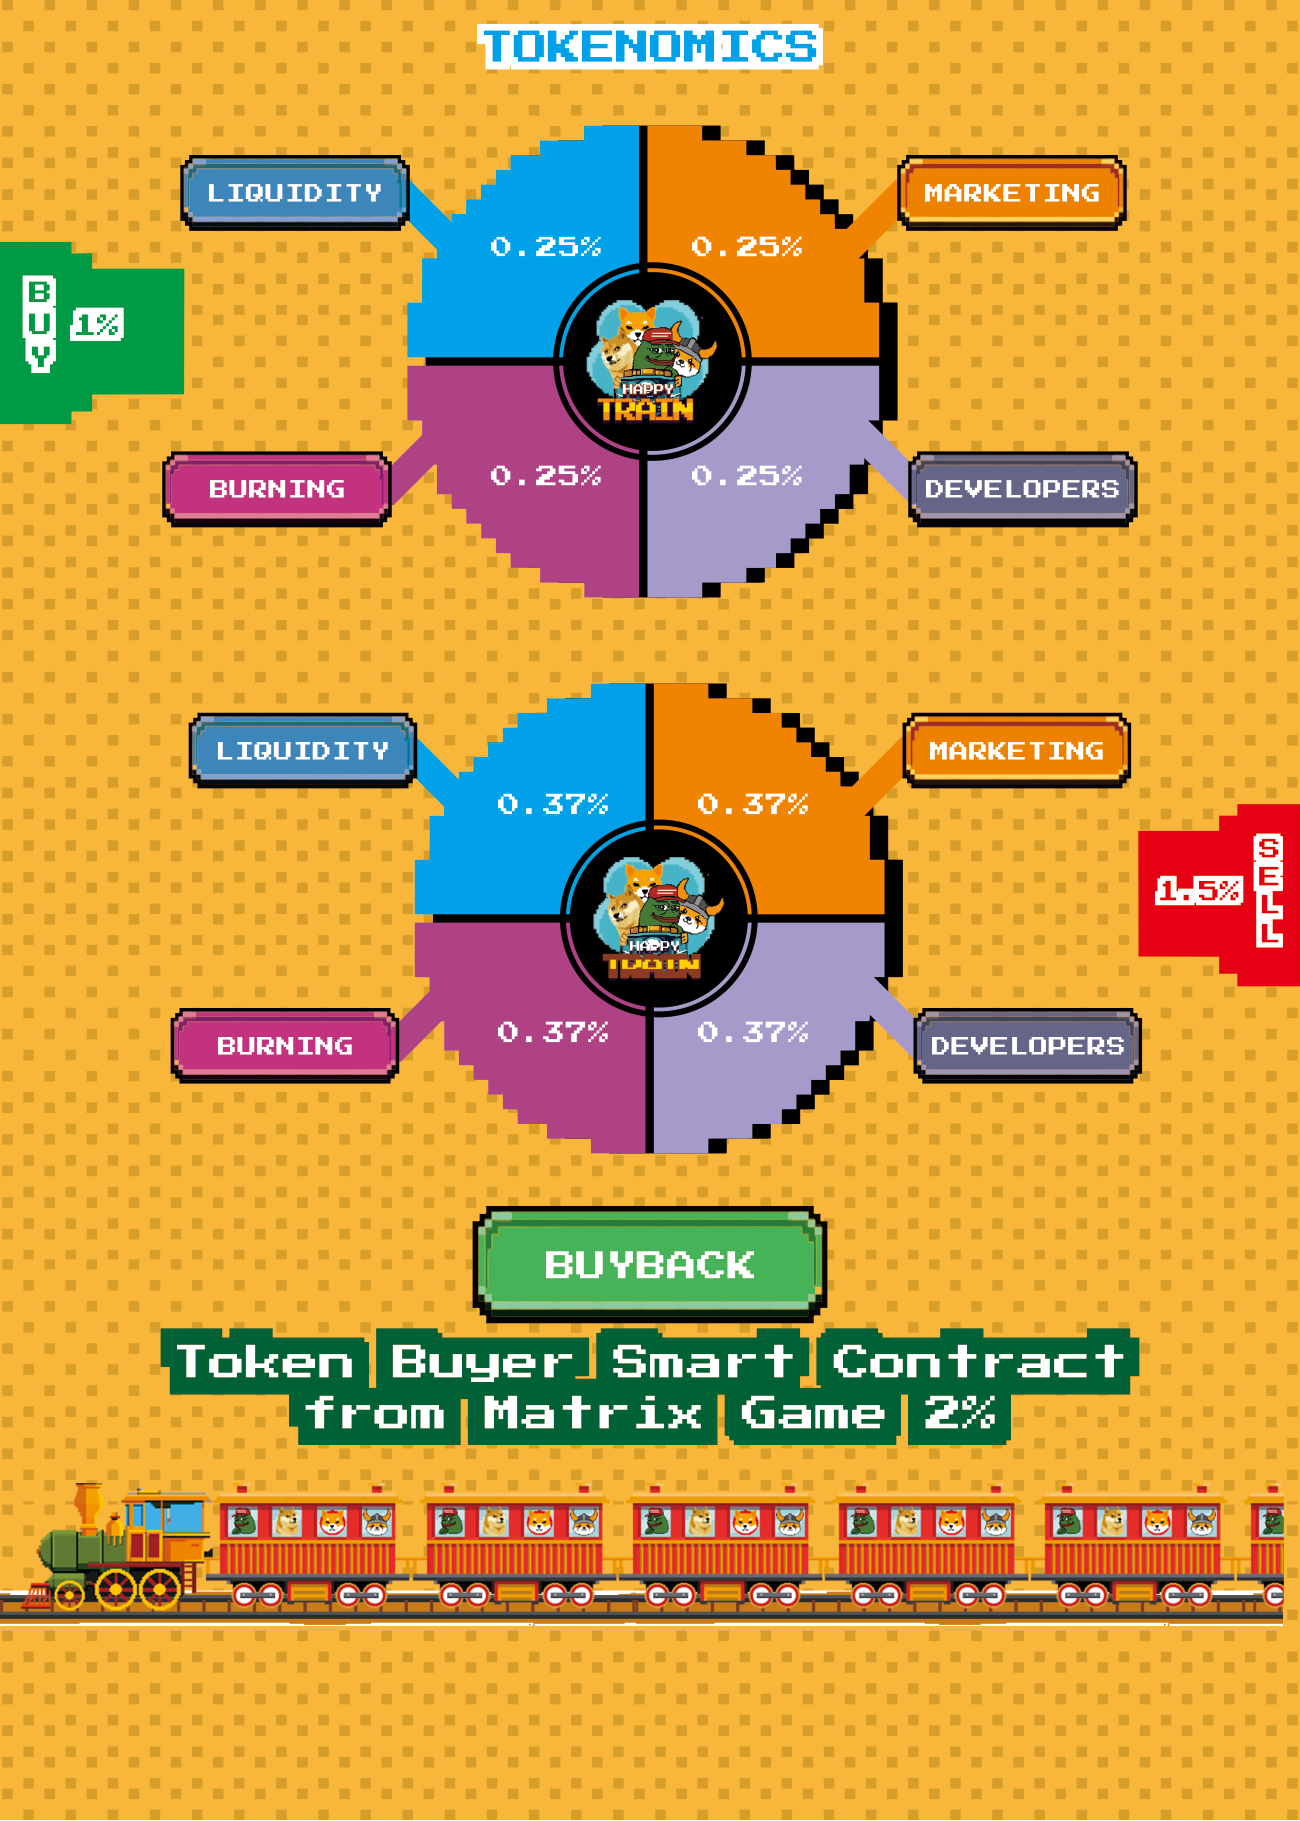 TOKENOMICS
LIQUIDITY
MARKETING
0.25%
0.25%
BUY
1%
HAPPY
TRAIN
BURNING
0.25%
0.25%
DEVELOPERS
LIQUIDITY
MARKETING
0.37%
0.37%
1.5%
SELL
HAPPY
TRAIN
BURNING
0.37%
0.37%
DEVELOPERS
BUYBACK
Token Buyer Smart Contract
from Matrix Game 2%